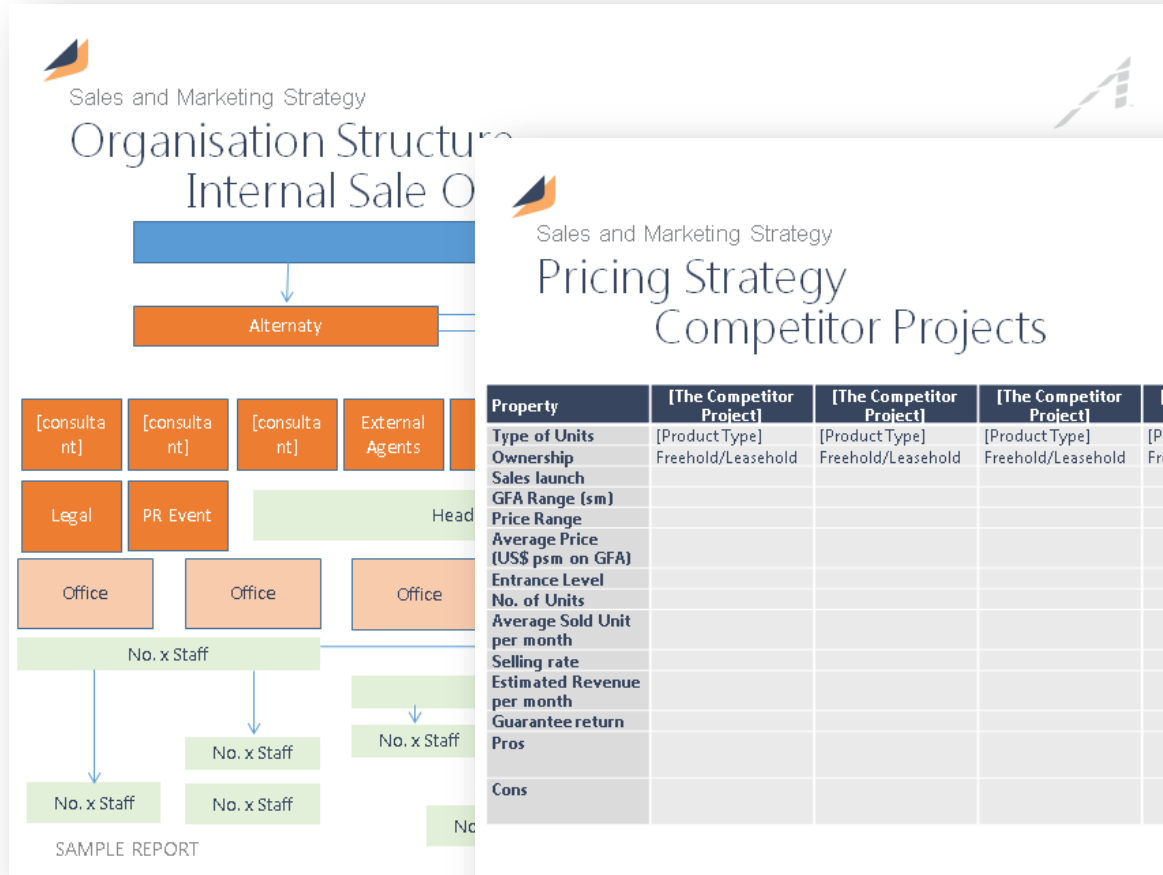 Sales and Marketing Strategy
Organisation Structure
Internal Sale O
Alternaty
[consulta
nt]
[consulta
nt]
[consulta
nt]
External
Agents
Legal
PR Event
Head
Office
Office
Office
No. x Staff
No. x Staff
No. x Staff
No. x Staff
No. x Staff
No
SAMPLE REPORT
Sales and Marketing Strategy
Pricing Strategy
Competitor Projects
Property
[The Competitor
Project]
[The Competitor
Project]
[The Competitor
Project]
[
Type of Units [Product Type] [Product Type] [Product Type] [P
Ownership Freehold/Leasehold Freehold/Leasehold Freehold/Leasehold Fr
Sales launch
GFA Range (sm)
Price Range
Average Price
(US$ psm on GFA)
Entrance Level
No. of Units
Average Sold Unit
per month
Selling rate
Estimated Revenue
per month
Guarantee return
Pros
Cons